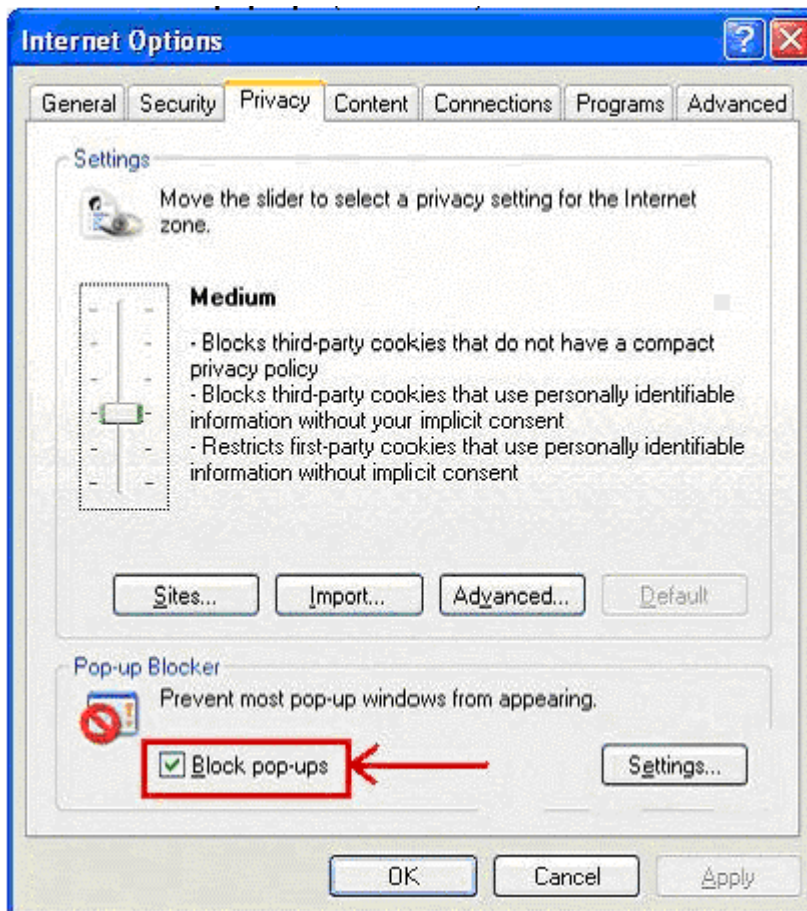 Internet Options
General Security Privacy Content Connections Programs Advanced
Settings
Move the slider to select a privacy setting for the Internet
zone.
Medium
- Blocks third-party cookies that do not have a compact
privacy policy
- Blocks third-party cookies that use personally identifiable
information without your implicit consent
- Restricts first-party cookies that use personally identifiable
information without implicit consent
Sites... Import... Advanced... Default
Pop-up Blocker
Prevent most pop-up windows from appearing.
Block pop-ups Settings...
OK Cancel Apply